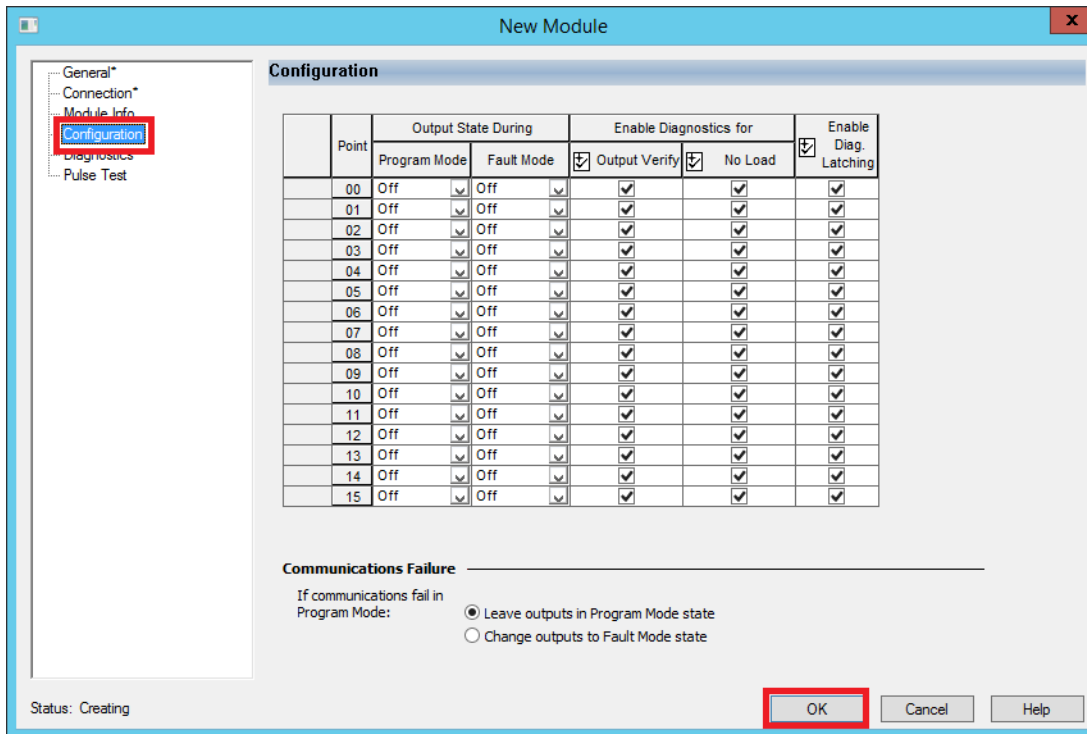 New Module
x
General*
Connection*
Module Info
Configuration
Diagnostics
Pulse Test
Configuration
Point
Output State During
Enable Diagnostics for
Enable Diag. Latching
Program Mode
Fault Mode
Output Verify
No Load
00 Off Off
01 Off Off
02 Off Off
03 Off Off
04 Off Off
05 Off Off
06 Off Off
07 Off Off
08 Off Off
09 Off Off
10 Off Off
11 Off Off
12 Off Off
13 Off Off
14 Off Off
15 Off Off
Communications Failure
If communications fail in
Program Mode:
Leave outputs in Program Mode state
Change outputs to Fault Mode state
Status: Creating
OK
Cancel
Help